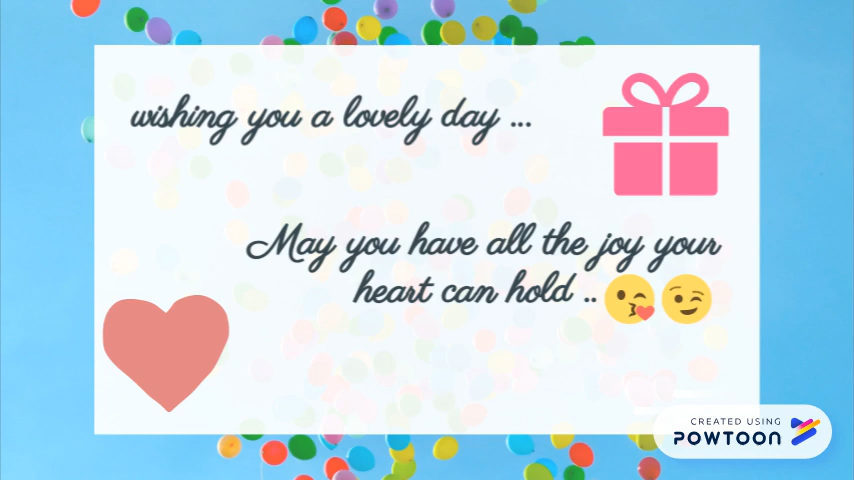 wishing you a lovely day ...
May you have all the joy your
heart can hold .. 😘😉
CREATED USING
POWTOON